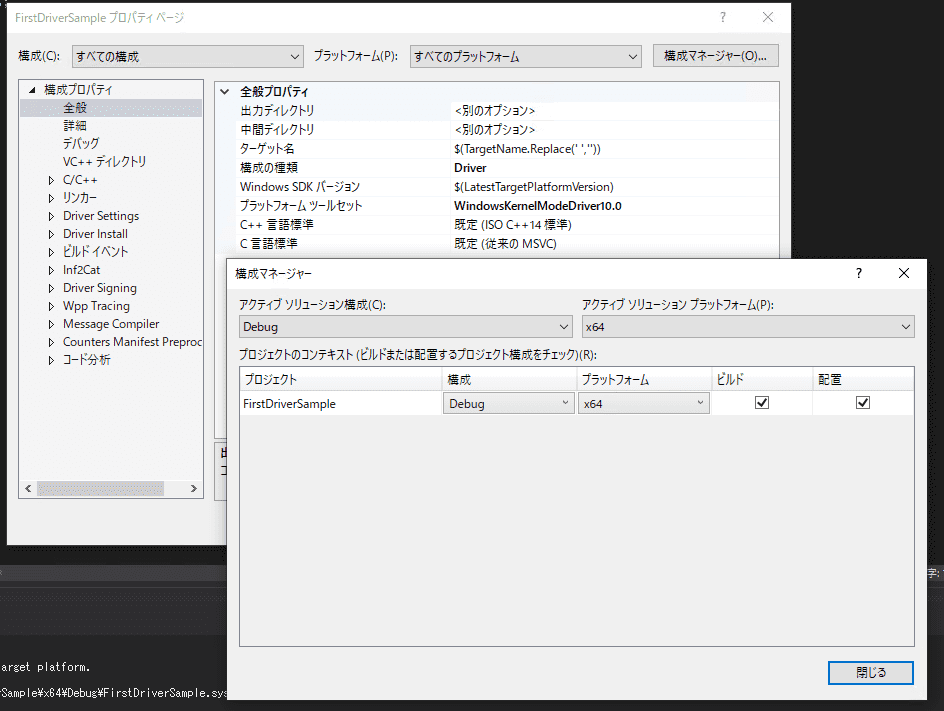 FirstDriverSample プロパティ ページ
構成(C): すべての構成 プラットフォーム(P): すべてのプラットフォーム 構成マネージャー(O)...
構成プロパティ
全般
詳細
デバッグ
VC++ ディレクトリ
C/C++
リンカー
Driver Settings
Driver Install
ビルド イベント
Inf2Cat
Driver Signing
Wpp Tracing
Message Compiler
Counters Manifest Preproc
コード分析
全般プロパティ
出力ディレクトリ <別のオプション>
中間ディレクトリ <別のオプション>
ターゲット名 $(TargetName.Replace(' ',''))
構成の種類 Driver
Windows SDK バージョン $(LatestTargetPlatformVersion)
プラットフォーム ツールセット WindowsKernelModeDriver10.0
C++ 言語標準 既定 (ISO C++14 標準)
C 言語標準 既定 (従来の MSVC)
構成マネージャー
アクティブ ソリューション構成(C): アクティブ ソリューション プラットフォーム(P):
Debug x64
プロジェクトのコンテキスト (ビルドまたは配置するプロジェクト構成をチェック)(R):
プロジェクト 構成 プラットフォーム ビルド 配置
FirstDriverSample Debug x64
閉じる
字:
arget platform.
rSample¥x64¥Debug¥FirstDriverSample.sys